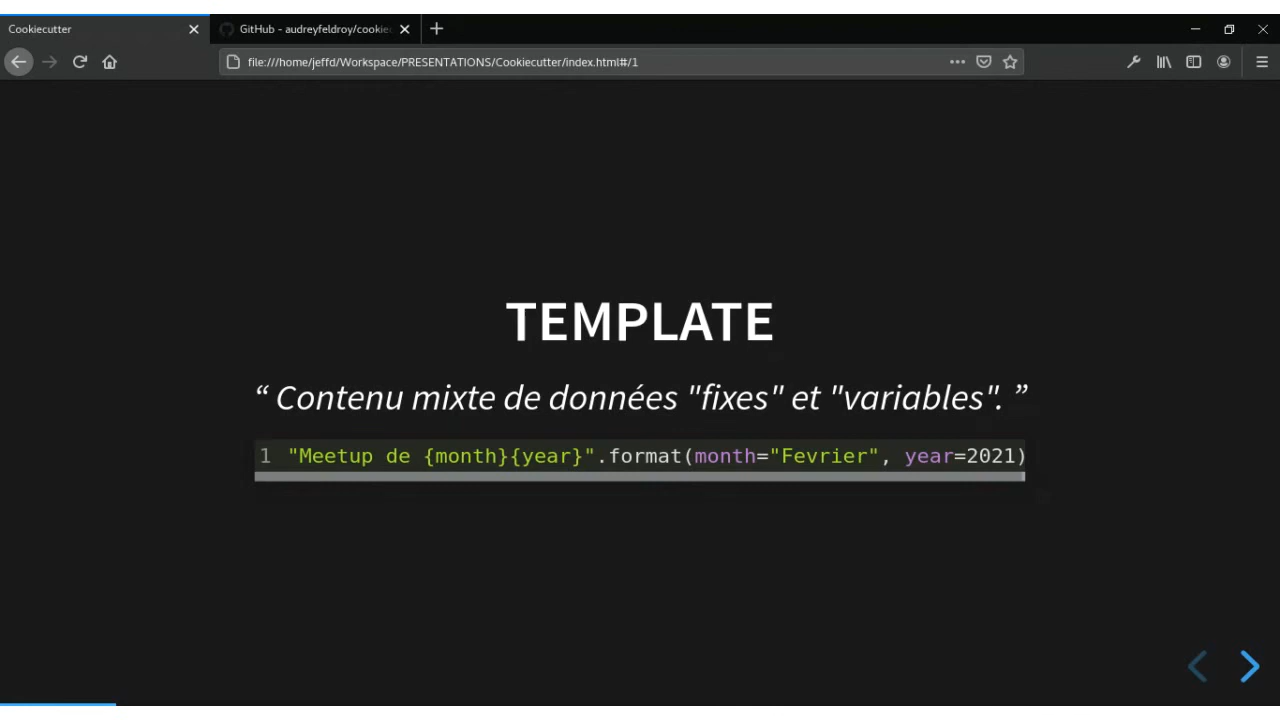 Cookiecutter
GitHub - audreyfeldroy/cookie
file:///home/jeffd/Workspace/PRESENTATIONS/Cookiecutter/index.html#/1
TEMPLATE
“ Contenu mixte de données "fixes" et "variables". ”
1 "Meetup de {month}{year}".format(month="Fevrier", year=2021)